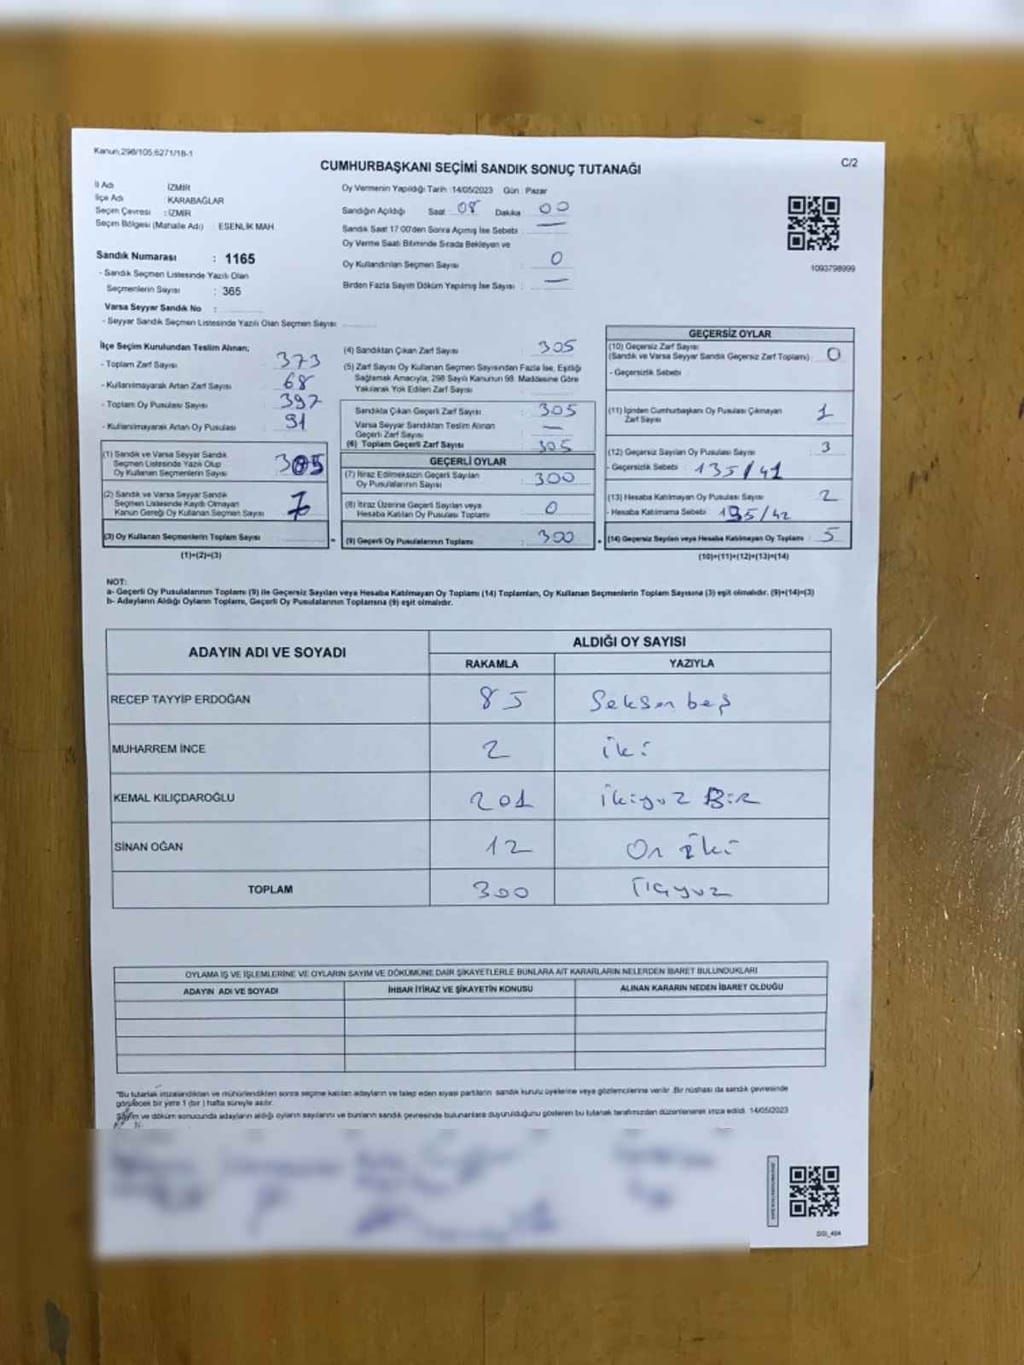 Kanun,298/105,6271/18-1
C/2
CUMHURBAŞKANI SEÇİMİ SANDIK SONUÇ TUTANAĞI
İl Adı İZMİR
İlçe Adı : KARABAĞLAR
Seçim Çevresi : İZMİR
Seçim Bölgesi (Mahalle Adı) : ESENLİK MAH.
Sandık Numarası : 1165
- Sandık Seçmen Listesinde Yazılı Olan
Seçmenlerin Sayısı : 365
Varsa Seyyar Sandık No :
- Seyyar Sandık Seçmen Listesinde Yazılı Olan Seçmen Sayısı
Oy Vermenin Yapıldığı Tarih :14/05/2023 Gün : Pazar
Sandığın Açıldığı Saat 08 Dakika 00
Sandık Saat 17:00'den Sonra Açımış İse Sebebi : —
Oy Verme Saati Bitiminde Sırada Bekleyen ve
Oy Kullandırılan Seçmen Sayısı : 0
Birden Fazla Sayım Döküm Yapılmış İse Sayısı : —
1093798999
İlçe Seçim Kurulundan Teslim Alınan;
- Toplam Zarf Sayısı 373
- Kullanılmayarak Artan Zarf Sayısı 68
- Toplam Oy Pusulası Sayısı 397
- Kullanılmayarak Artan Oy Pusulası 91
(1) Sandık ve Varsa Seyyar Sandık
Seçmen Listesinde Yazılı Olup
Oy Kullanan Seçmenlerin Sayısı
(2) Sandık ve Varsa Seyyar Sandık
Seçmen Listesinde Kayıtlı Olmayan
Kanun Gereği Oy Kullanan Seçmen Sayısı
(3) Oy Kullanan Seçmenlerin Toplam Sayısı
(1)+(2)=(3)
(4) Sandıktan Çıkan Zarf Sayısı 305
(5) Zarf Sayısı Oy Kullanan Seçmen Sayısından Fazla İse, Eşitliği
Sağlamak Amacıyla, 298 Sayılı Kanunun 98. Maddesine Göre
Yakılarak Yok Edilen Zarf Sayısı
Sandıkta Çıkan Geçerli Zarf Sayısı : 305
Varsa Seyyar Sandıktan Teslim Alınan
Geçerli Zarf Sayısı : —
(6) Toplam Geçerli Zarf Sayısı 305
GEÇERLİ OYLAR
(7) İtiraz Edilmeksizin Geçerli Sayılan
Oy Pusulalarının Sayısı : 300
(8) İtiraz Üzerine Geçerli Sayılan veya
Hesaba Katılan Oy Pusulası Toplamı 0
(9) Geçerli Oy Pusulalarının Toplamı : 300
GEÇERSİZ OYLAR
(10) Geçersiz Zarf Sayısı
(Sandık ve Varsa Seyyar Sandık Geçersiz Zarf Toplamı) : 0
- Geçersizlik Sebebi
(11) İçinden Cumhurbaşkanı Oy Pusulası Çıkmayan
Zarf Sayısı 1
(12) Geçersiz Sayılan Oy Pusulası Sayısı 3
- Geçersizlik Sebebi : 135/41
(13) Hesaba Katılmayan Oy Pusulası Sayısı 2
- Hesaba Katılmama Sebebi : 135/42
(14) Geçersiz Sayılan veya Hesaba Katılmayan Oy Toplamı : 5
(10)+(11)+(12)+(13)=(14)
NOT:
a- Geçerli Oy Pusulalarının Toplamı (9) ile Geçersiz Sayılan veya Hesaba Katılmayan Oy Toplamı (14) Toplamları, Oy Kullanan Seçmenlerin Toplam Sayısına (3) eşit olmalıdır. (9)+(14)=(3)
b- Adayların Aldığı Oyların Toplamı, Geçerli Oy Pusulalarının Toplamına (9) eşit olmalıdır.
ADAYIN ADI VE SOYADI ALDIĞI OY SAYISI
RAKAMLA YAZIYLA
RECEP TAYYİP ERDOĞAN 85 Seksen beş
MUHARREM İNCE 2 iki
KEMAL KILIÇDAROĞLU 201 ikiyüz BİR
SİNAN OĞAN 12 On iki
TOPLAM 300 Üçyüz
OYLAMA İŞ VE İŞLEMLERİNE VE OYLARIN SAYIM VE DÖKÜMÜNE DAİR ŞİKAYETLERLE BUNLARA AİT KARARLARIN NELERDEN İBARET BULUNDUKLARI
ADAYIN ADI VE SOYADI İHBAR İTİRAZ VE ŞİKAYETİN KONUSU ALINAN KARARIN NEDEN İBARET OLDUĞU
"Bu tutanak imzalandıktan ve mühürlendikten sonra seçime katılan adayların ve talep eden siyasi partilerin sandık kurulu üyelerine veya gözlemcilerine verilir. Bir nüshası da sandık çevresinde
görülecek bir yere 1 (bir) hafta süreyle asılır.
Sayım ve döküm sonucunda adayların aldığı oyların sayılarını ve bunların sandık çevresinde bulunanlara duyurulduğunu gösteren bu tutanak tarafımızdan düzenlenerek imza edildi. 14/05/2023